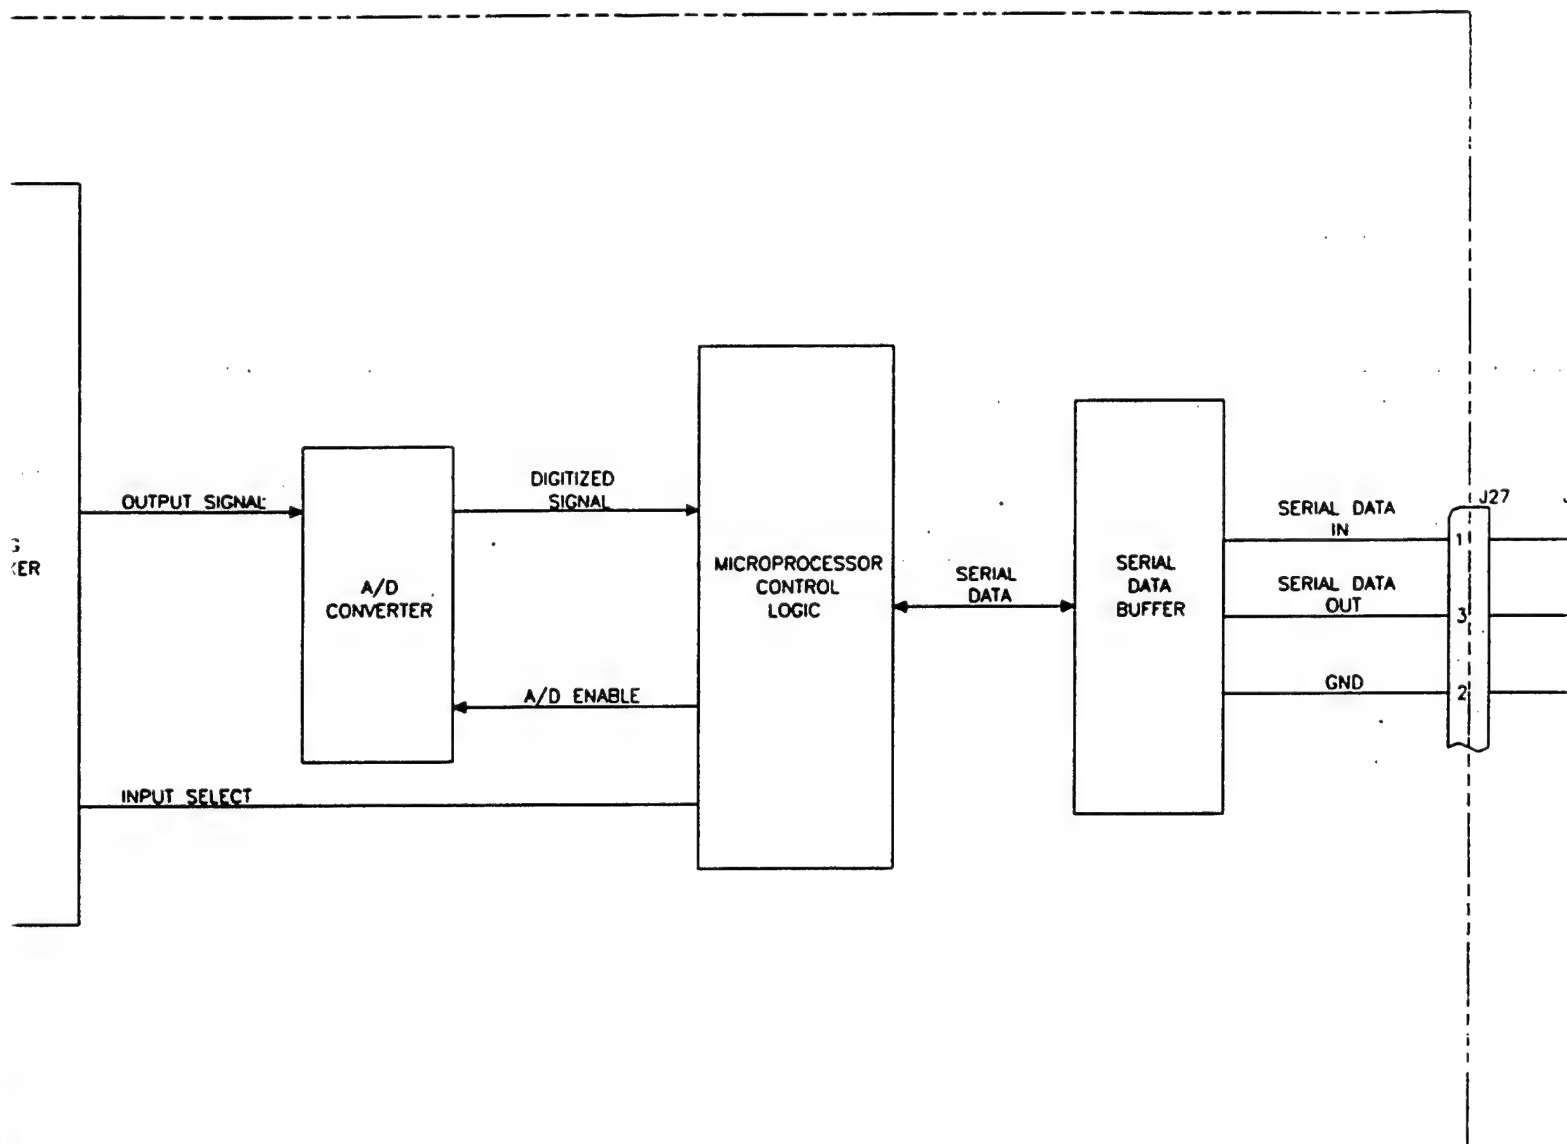 OUTPUT SIGNAL
A/D
CONVERTER
DIGITIZED
SIGNAL
A/D ENABLE
INPUT SELECT
MICROPROCESSOR
CONTROL
LOGIC
SERIAL
DATA
SERIAL
DATA
BUFFER
SERIAL DATA
IN
SERIAL DATA
OUT
GND
J27
1
3
2